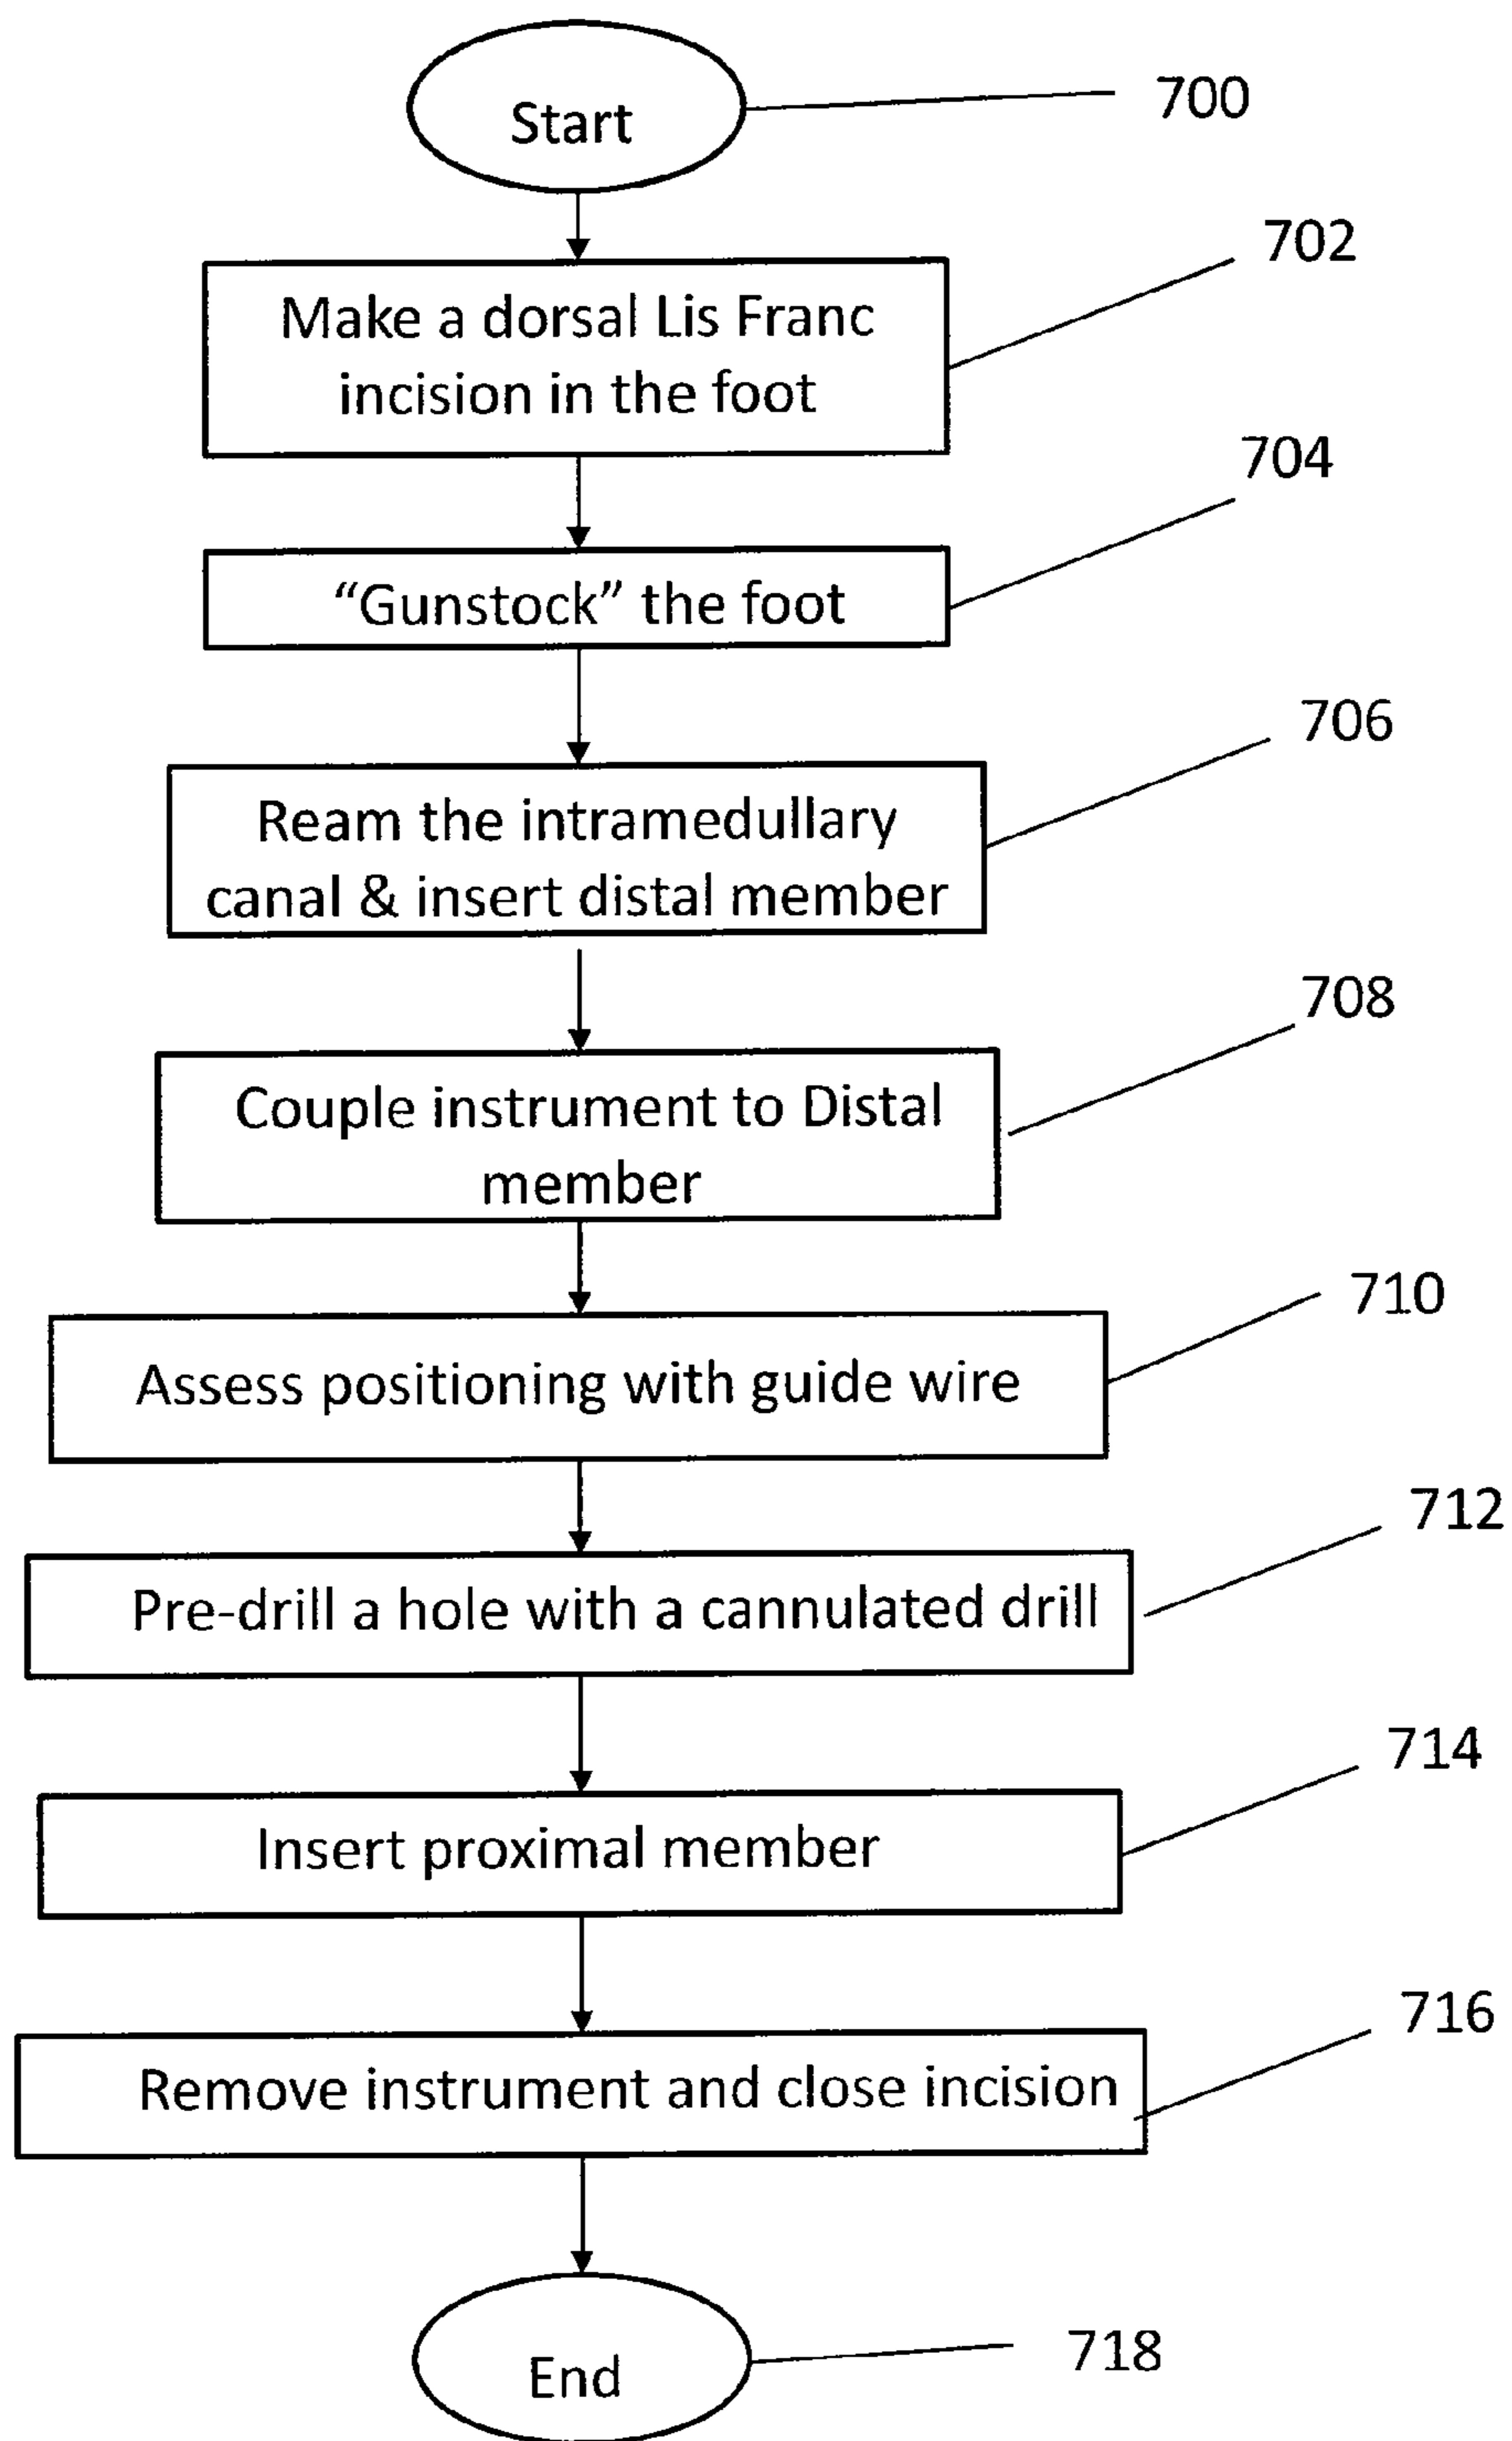 Start
700
702
Make a dorsal Lis Franc
incision in the foot
704
“Gunstock” the foot
706
Ream the intramedullary
canal & insert distal member
708
Couple instrument to Distal
member
710
Assess positioning with guide wire
712
Pre-drill a hole with a cannulated drill
714
Insert proximal member
716
Remove instrument and close incision
718
End